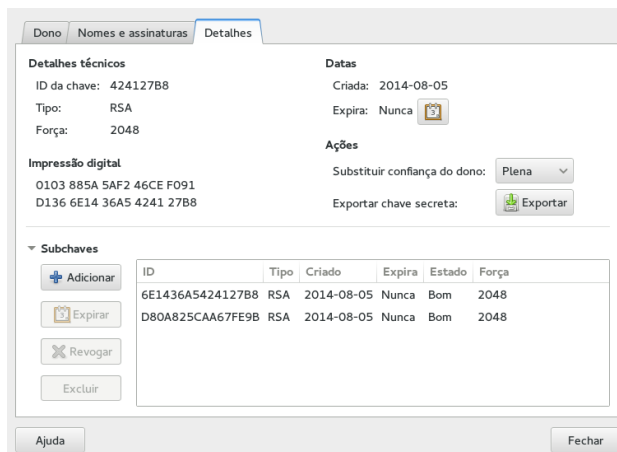 Dono
Nomes e assinaturas
Detalhes
Detalhes técnicos
ID da chave: 424127B8
Tipo: RSA
Força: 2048
Impressão digital
0103 885A 5AF2 46CE F091
D136 6E14 36A5 4241 27B8
Datas
Criada: 2014-08-05
Expira: Nunca
Ações
Substituir confiança do dono: Plena
Exportar chave secreta: Exportar
Subchaves
Adicionar
Expirar
Revogar
Excluir
ID Tipo Criado Expira Estado Força
6E1436A5424127B8 RSA 2014-08-05 Nunca Bom 2048
D80A825CAA67FE9B RSA 2014-08-05 Nunca Bom 2048
Ajuda
Fechar